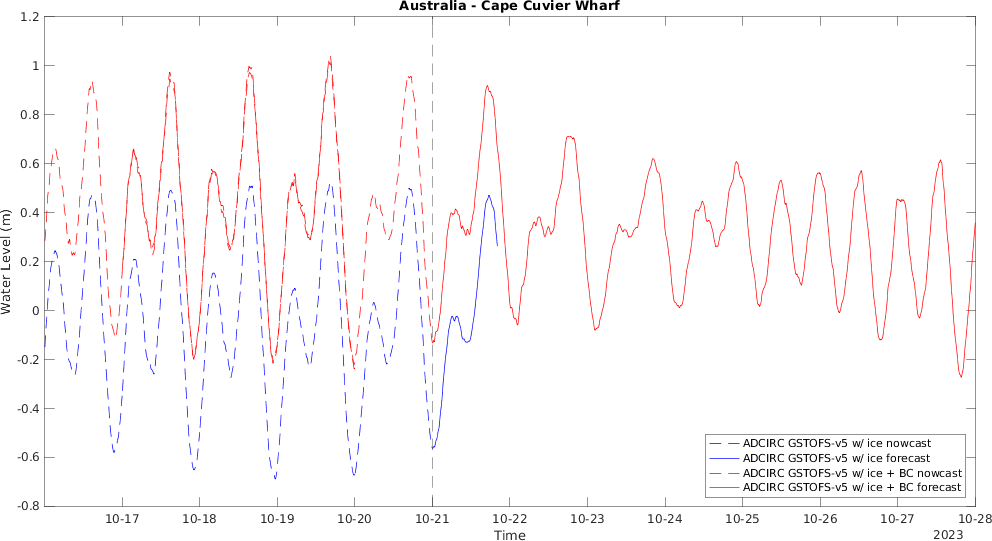 Australia - Cape Cuvier Wharf
1.2
1
0.8
0.6
0.4
0.2
0
-0.2
-0.4
-0.6
-0.8
Water Level (m)
ADCIRC GSTOFS-v5 w/ ice nowcast
ADCIRC GSTOFS-v5 w/ ice forecast
ADCIRC GSTOFS-v5 w/ ice + BC nowcast
ADCIRC GSTOFS-v5 w/ ice + BC forecast
10-17 10-18 10-19 10-20 10-21 10-22 10-23 10-24 10-25 10-26 10-27 10-28
Time
2023